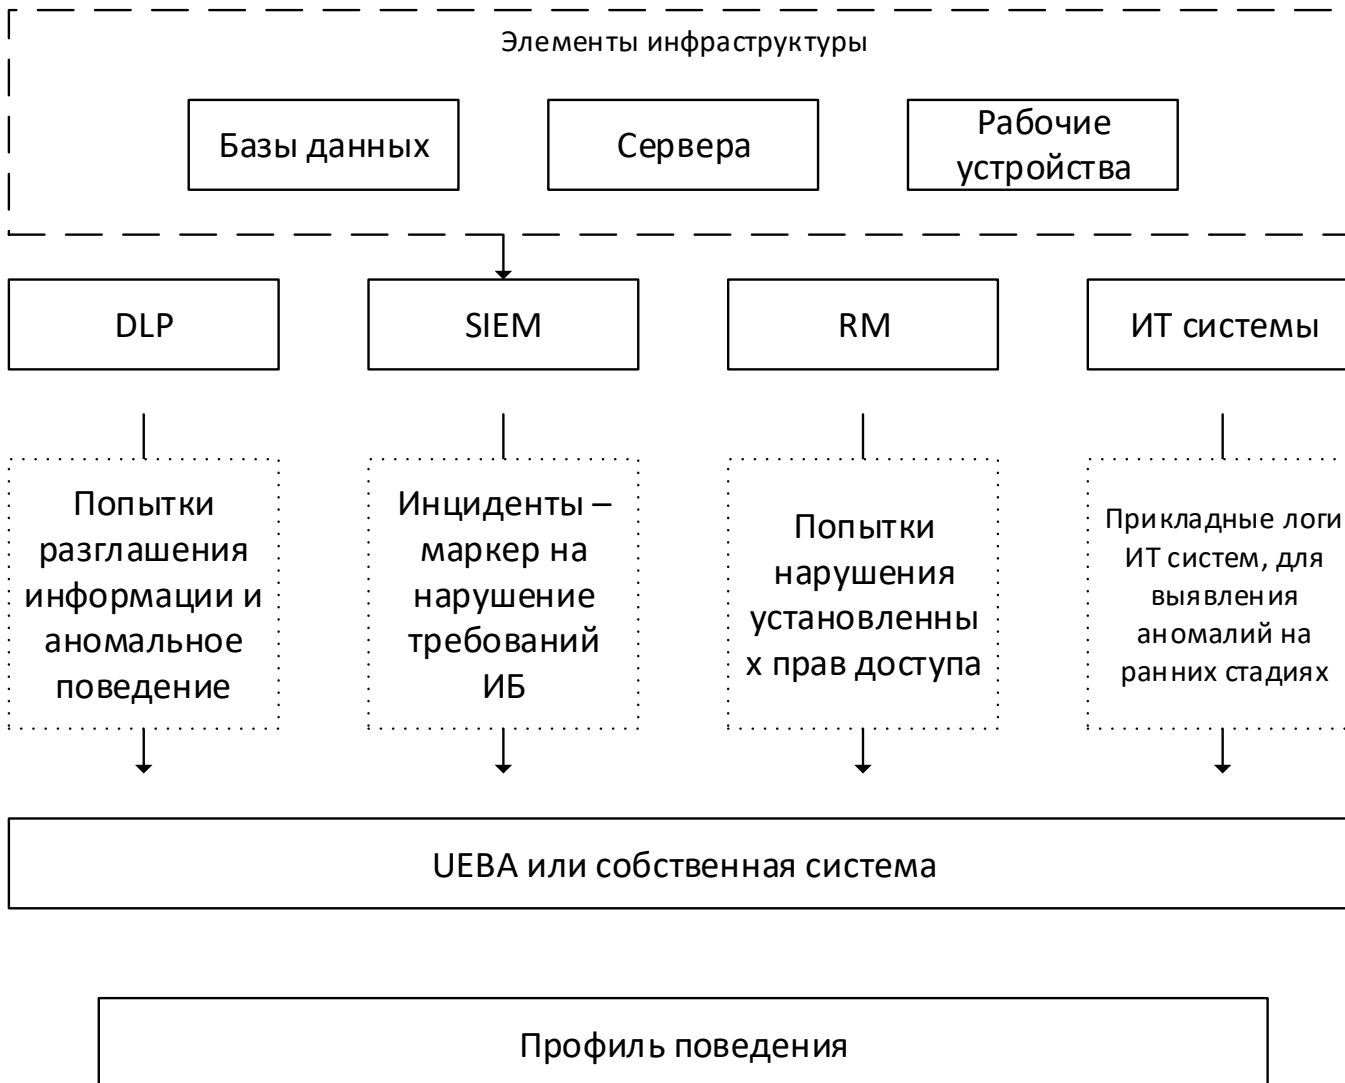 Элементы инфраструктуры
Базы данных
Сервера
Рабочие
устройства
DLP
SIEM
RM
ИТ системы
Попытки
разглашения
информации и
аномальное
поведение
Инциденты –
маркер на
нарушение
требований
ИБ
Попытки
нарушения
установленны
х прав доступа
Прикладные логи
ИТ систем, для
выявления
аномалий на
ранних стадиях
UEBA или собственная система
Профиль поведения